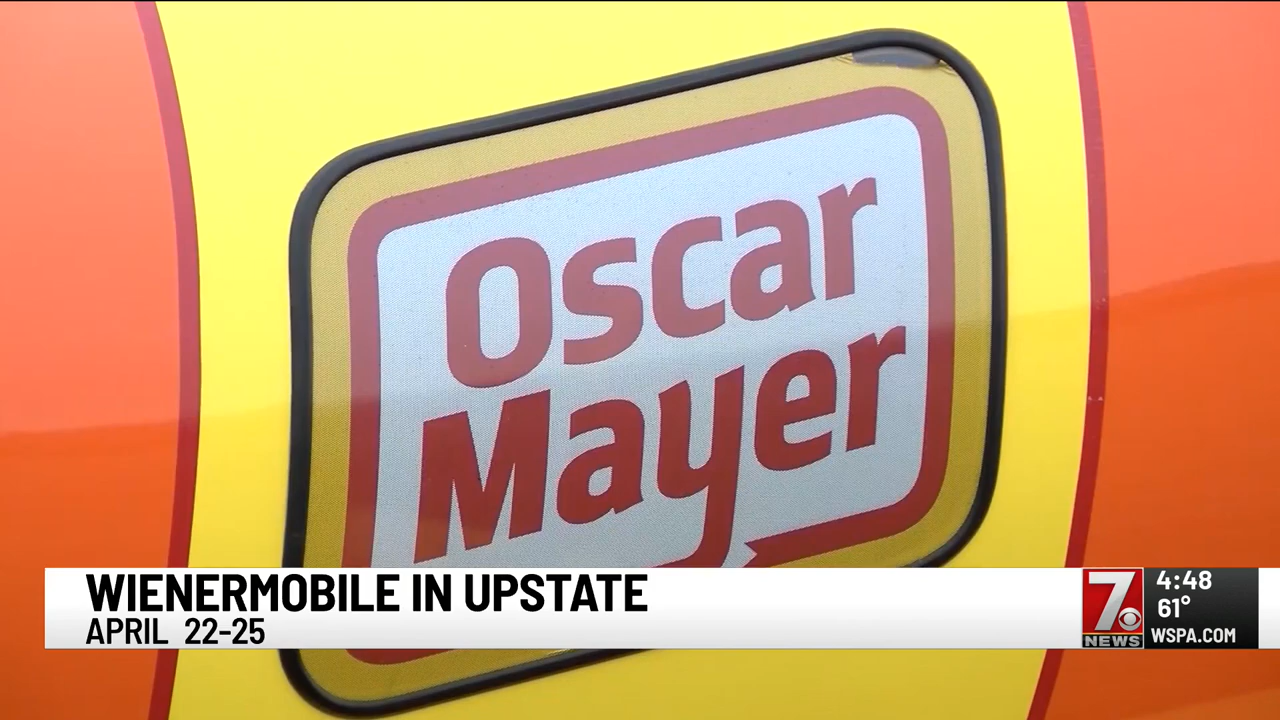 Oscar
Mayer
WIENERMOBILE IN UPSTATE
APRIL 22-25
7
NEWS
4:48
61°
WSPA.COM